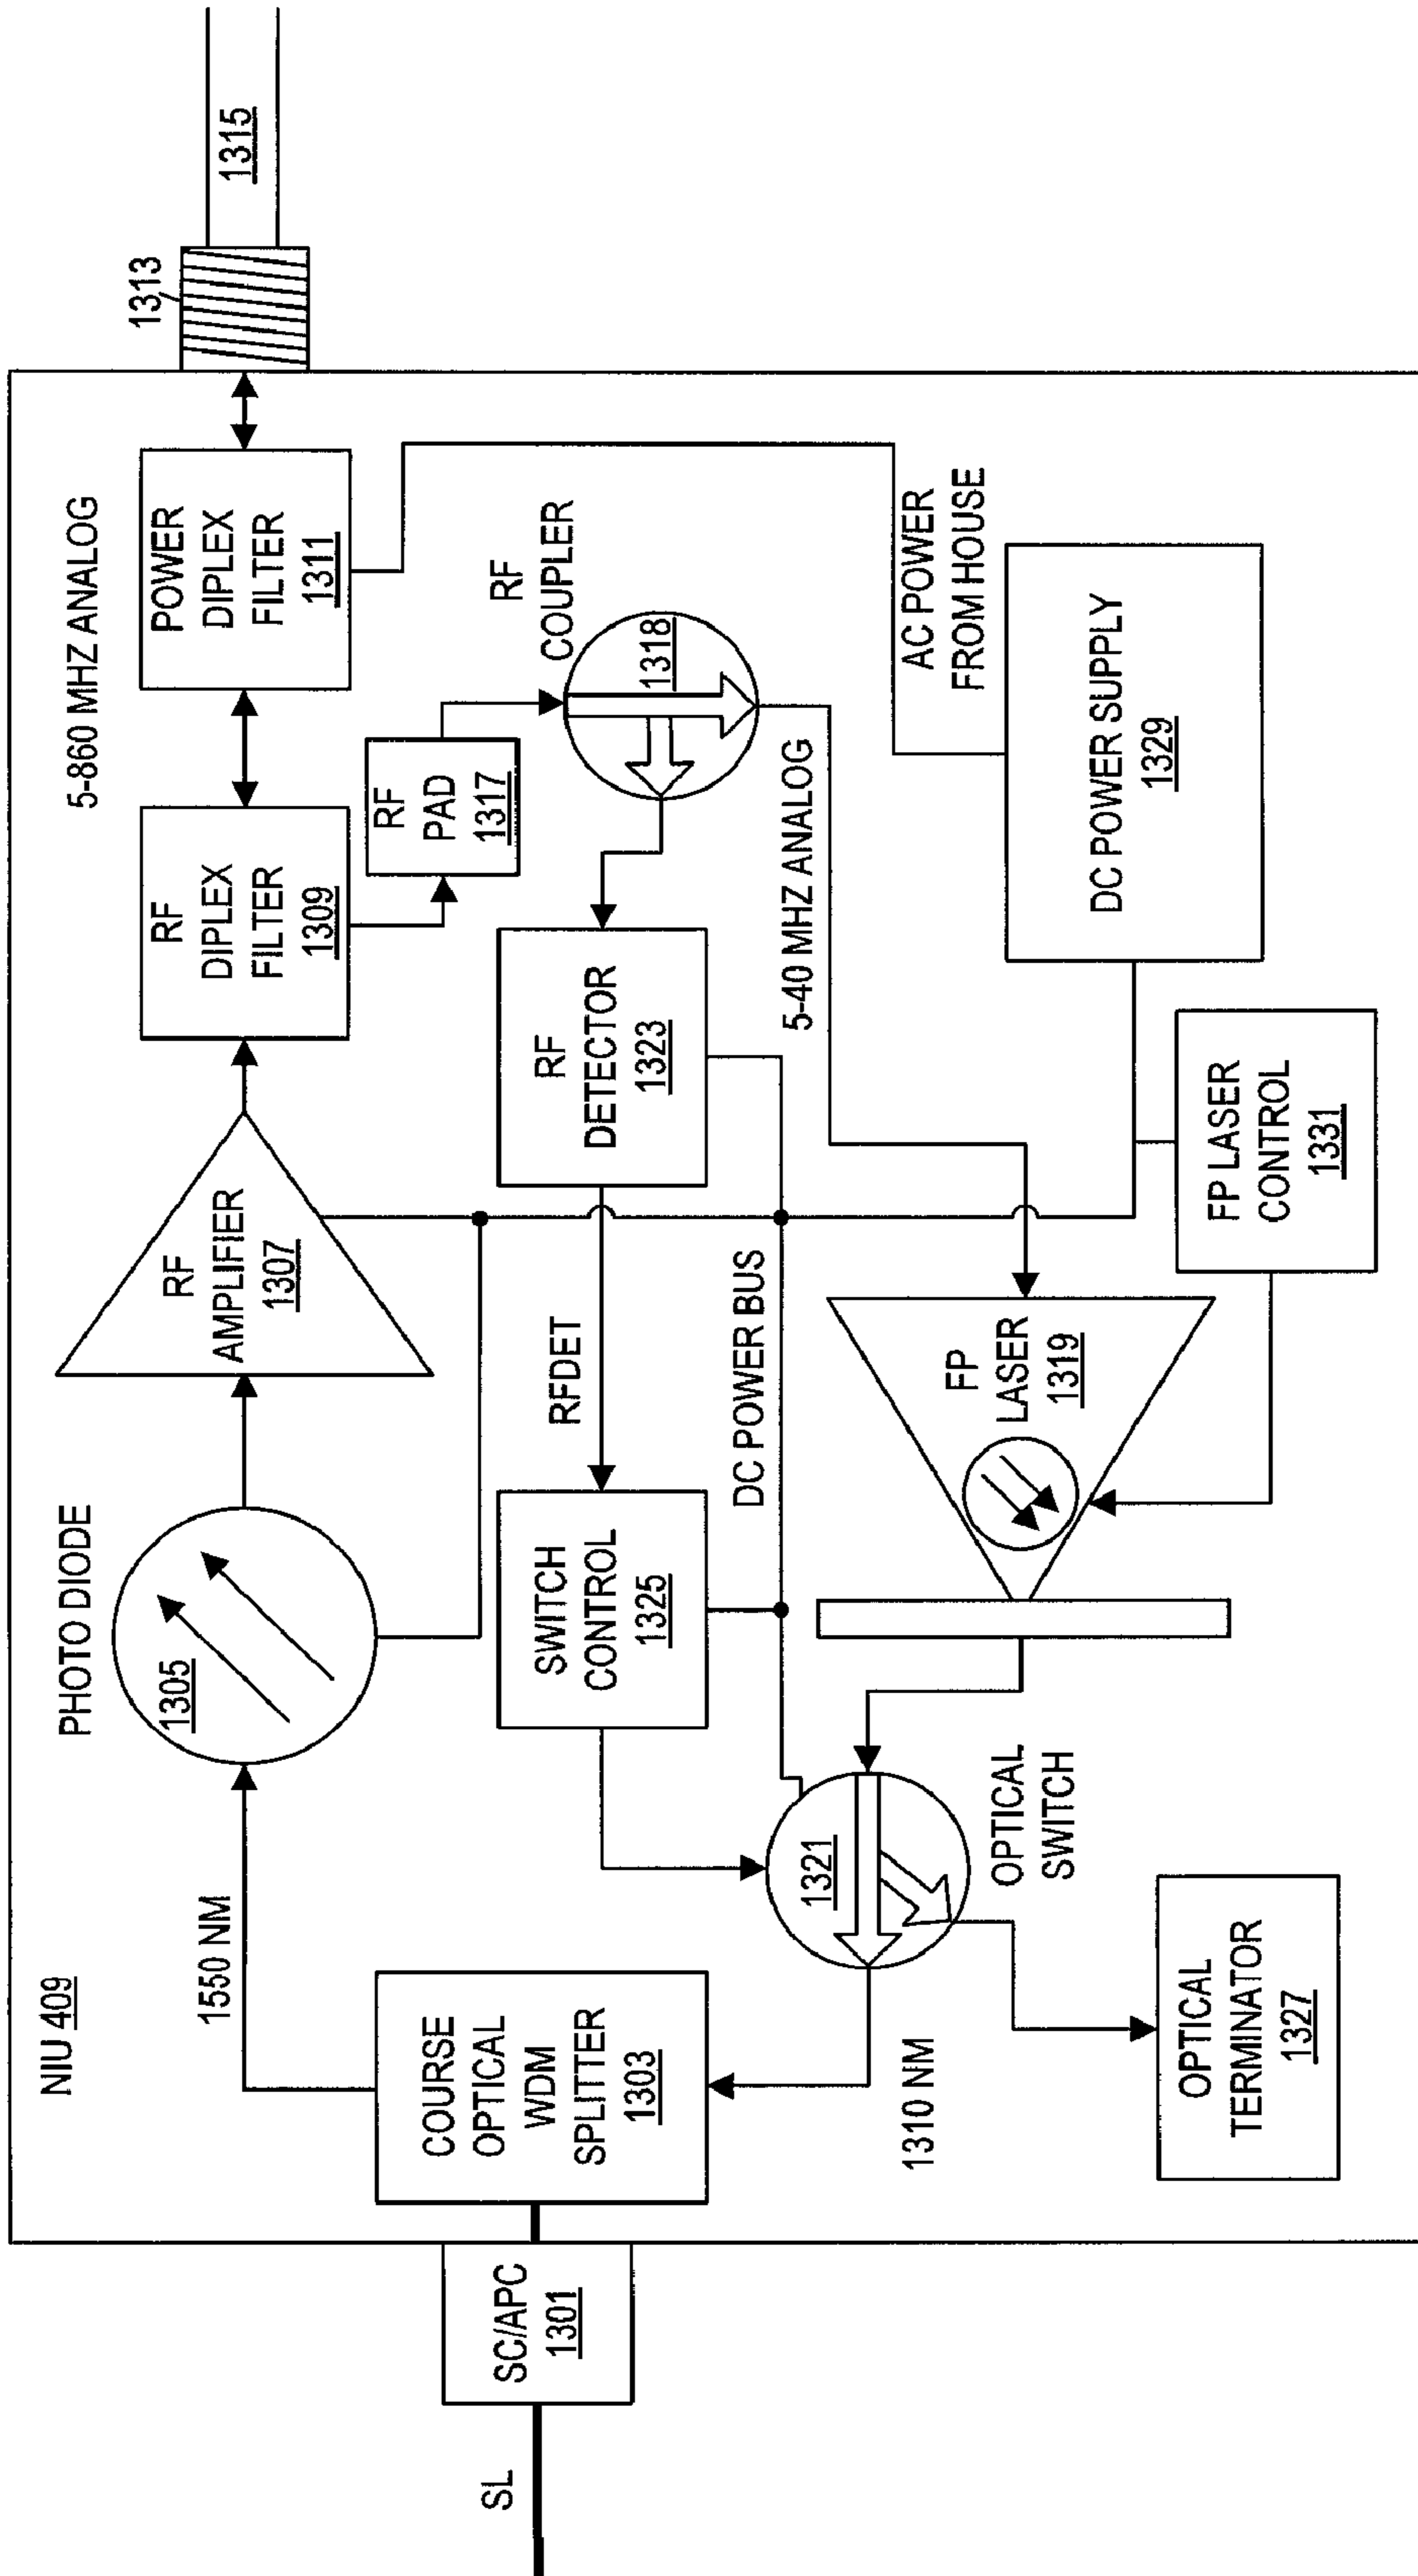 NIU 409
SL
SC/APC
1301
COURSE
OPTICAL
WDM
SPLITTER
1303
1550 NM
PHOTO DIODE
1305
RF
AMPLIFIER
1307
RF
DIPLEX
FILTER
1309
5-860 MHZ ANALOG
POWER
DIPLEX
FILTER
1311
1313
1315
RF
PAD
1317
RF
COUPLER
1318
RF
DETECTOR
1323
RFDET
SWITCH
CONTROL
1325
DC POWER BUS
5-40 MHZ ANALOG
AC POWER
FROM HOUSE
1321
OPTICAL
SWITCH
1310 NM
FP
LASER
1319
DC POWER SUPPLY
1329
FP LASER
CONTROL
1331
OPTICAL
TERMINATOR
1327